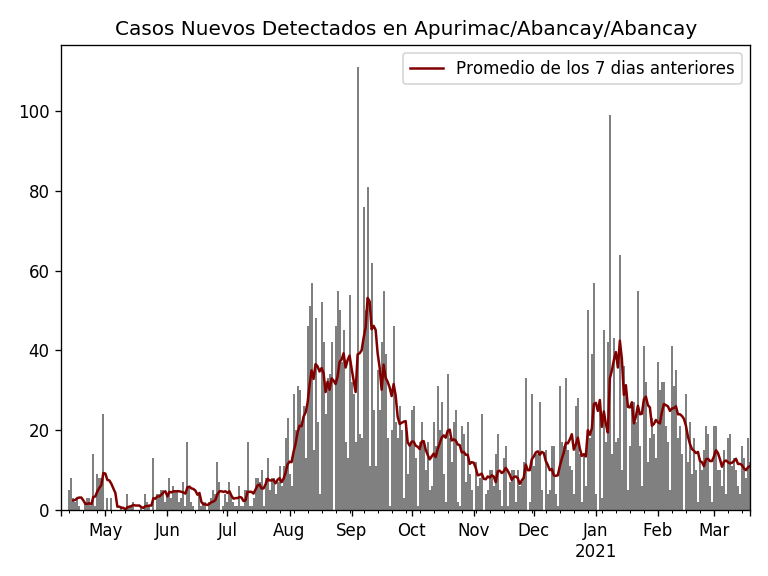 Casos Nuevos Detectados en Apurimac/Abancay/Abancay
Promedio de los 7 dias anteriores
100
80
60
40
20
0
May Jun Jul Aug Sep Oct Nov Dec Jan Feb Mar
2021